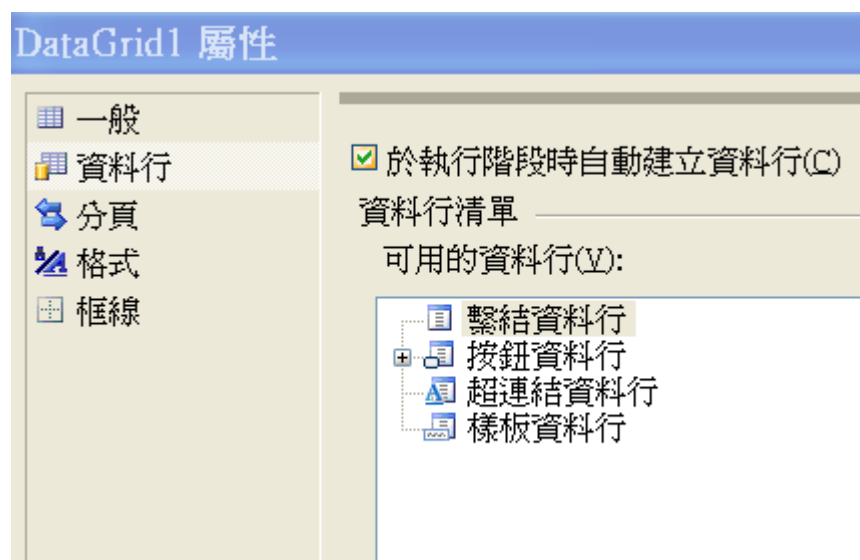 DataGrid1 屬性
一般
資料行
分頁
格式
框線
於執行階段時自動建立資料行(C)
資料行清單
可用的資料行(V):
繫結資料行
按鈕資料行
超連結資料行
樣板資料行